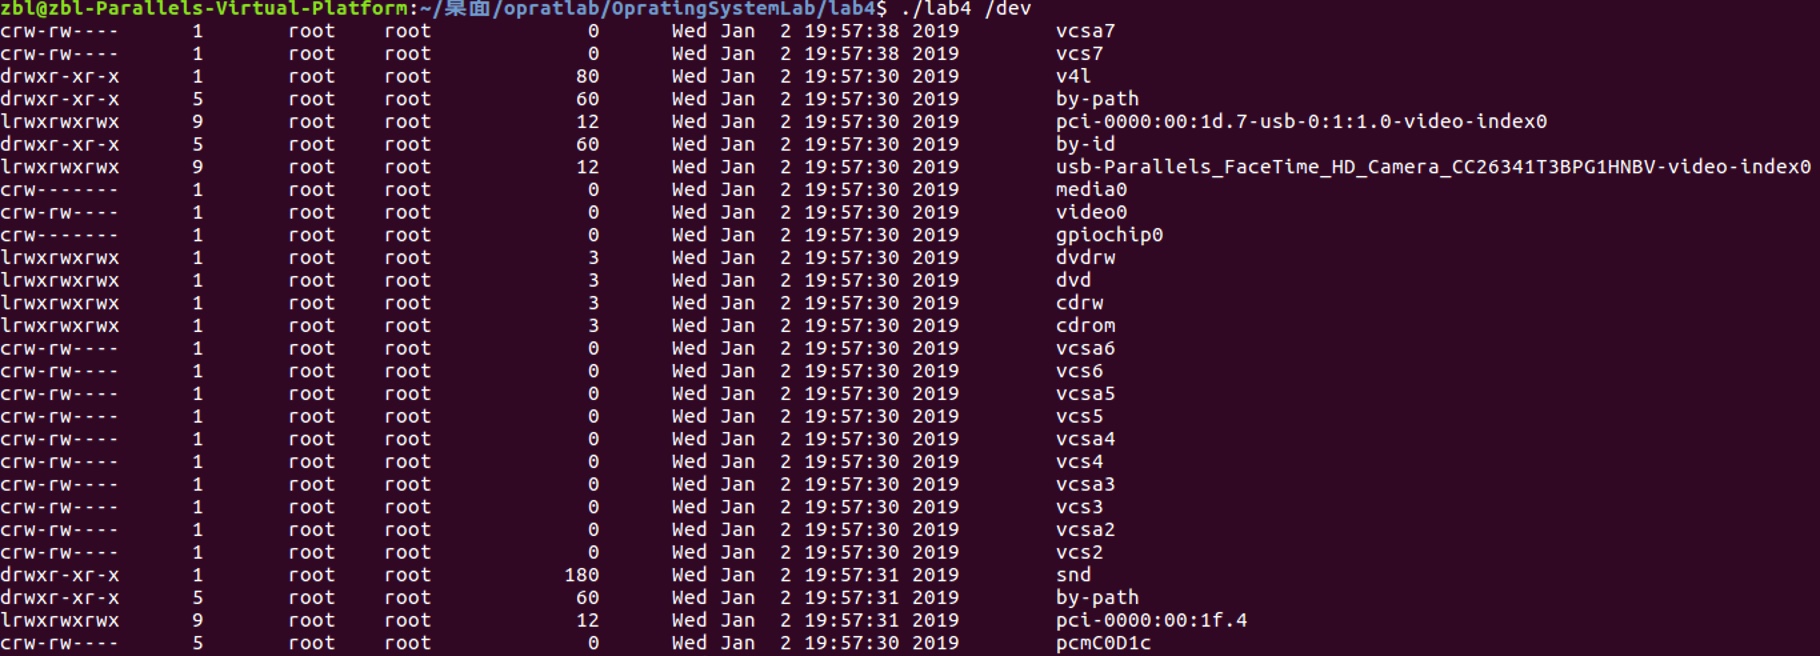 zbl@zbl-Parallels-Virtual-Platform:~/桌面/opratlab/OpratingSystemLab/lab4$ ./lab4 /dev
crw-rw---- 1 root root 0 Wed Jan 2 19:57:38 2019 vcsa7
crw-rw---- 1 root root 0 Wed Jan 2 19:57:38 2019 vcs7
drwxr-xr-x 1 root root 80 Wed Jan 2 19:57:30 2019 v4l
drwxr-xr-x 5 root root 60 Wed Jan 2 19:57:30 2019 by-path
lrwxrwxrwx 9 root root 12 Wed Jan 2 19:57:30 2019 pci-0000:00:1d.7-usb-0:1:1.0-video-index0
drwxr-xr-x 5 root root 60 Wed Jan 2 19:57:30 2019 by-id
lrwxrwxrwx 9 root root 12 Wed Jan 2 19:57:30 2019 usb-Parallels_FaceTime_HD_Camera_CC26341T3BPG1HNBV-video-index0
crw------- 1 root root 0 Wed Jan 2 19:57:30 2019 media0
crw-rw---- 1 root root 0 Wed Jan 2 19:57:30 2019 video0
crw------- 1 root root 0 Wed Jan 2 19:57:30 2019 gpiochip0
lrwxrwxrwx 1 root root 3 Wed Jan 2 19:57:30 2019 dvdrw
lrwxrwxrwx 1 root root 3 Wed Jan 2 19:57:30 2019 dvd
lrwxrwxrwx 1 root root 3 Wed Jan 2 19:57:30 2019 cdrw
lrwxrwxrwx 1 root root 3 Wed Jan 2 19:57:30 2019 cdrom
crw-rw---- 1 root root 0 Wed Jan 2 19:57:30 2019 vcsa6
crw-rw---- 1 root root 0 Wed Jan 2 19:57:30 2019 vcs6
crw-rw---- 1 root root 0 Wed Jan 2 19:57:30 2019 vcsa5
crw-rw---- 1 root root 0 Wed Jan 2 19:57:30 2019 vcs5
crw-rw---- 1 root root 0 Wed Jan 2 19:57:30 2019 vcsa4
crw-rw---- 1 root root 0 Wed Jan 2 19:57:30 2019 vcs4
crw-rw---- 1 root root 0 Wed Jan 2 19:57:30 2019 vcsa3
crw-rw---- 1 root root 0 Wed Jan 2 19:57:30 2019 vcs3
crw-rw---- 1 root root 0 Wed Jan 2 19:57:30 2019 vcsa2
crw-rw---- 1 root root 0 Wed Jan 2 19:57:30 2019 vcs2
drwxr-xr-x 1 root root 180 Wed Jan 2 19:57:31 2019 snd
drwxr-xr-x 5 root root 60 Wed Jan 2 19:57:31 2019 by-path
lrwxrwxrwx 9 root root 12 Wed Jan 2 19:57:31 2019 pci-0000:00:1f.4
crw-rw---- 5 root root 0 Wed Jan 2 19:57:30 2019 pcmC0D1c